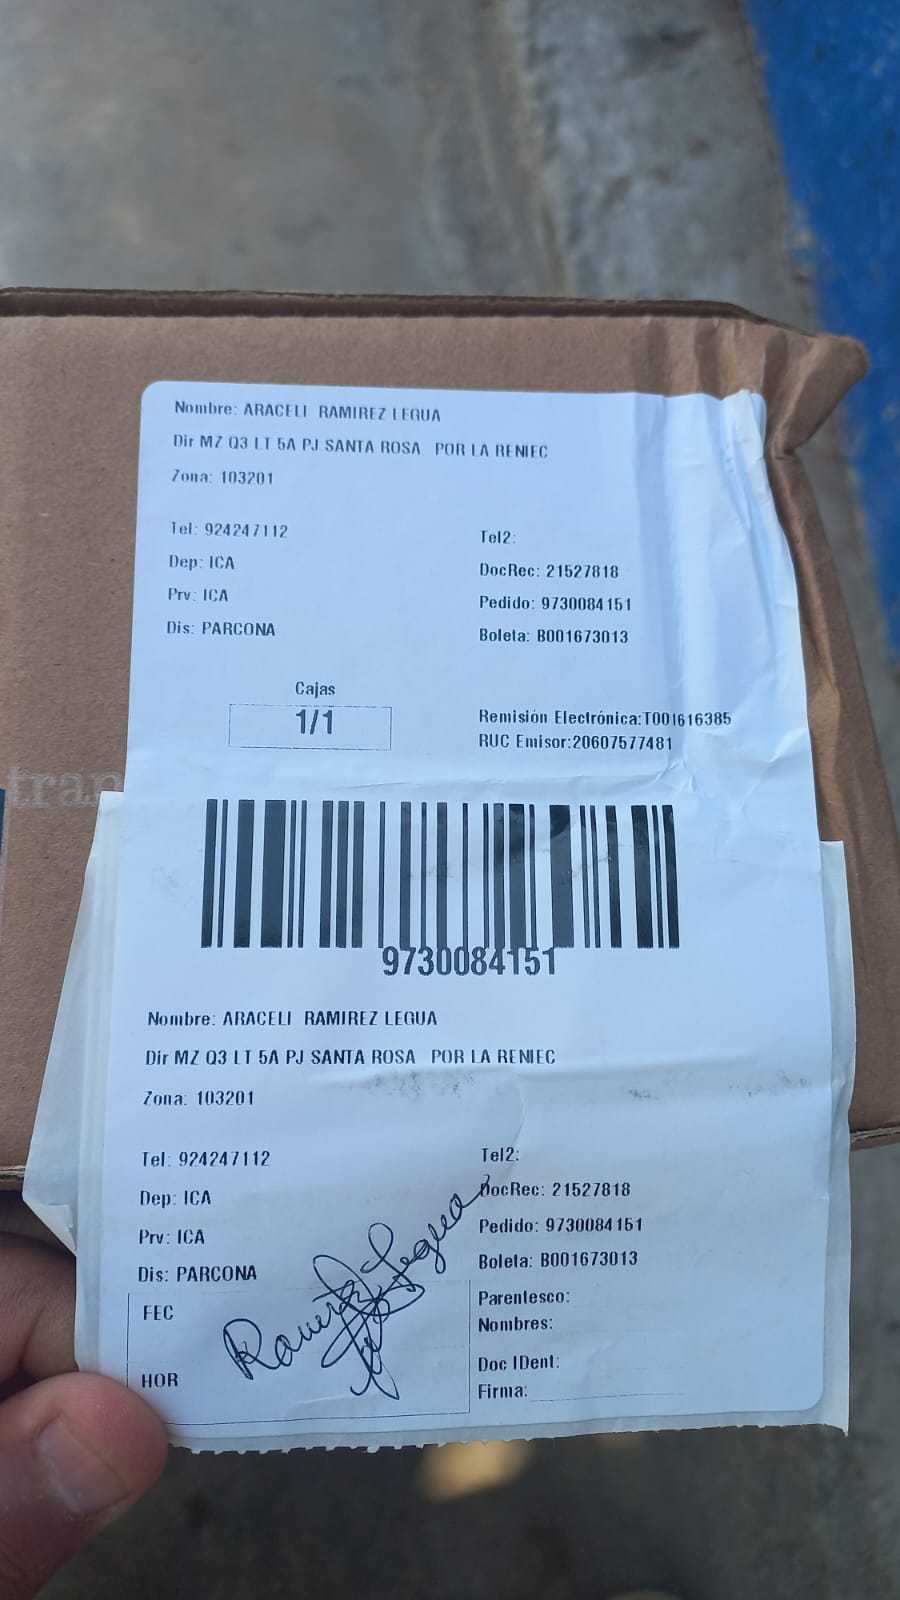 Nombre: ARACELI RAMIREZ LEGUA
Dir MZ Q3 LT 5A PJ SANTA ROSA POR LA RENIEC
Zona: 103201
Tel: 924247112
Tel2:
Dep: ICA
DocRec: 21527818
Prv: ICA
Pedido: 9730084151
Dis: PARCONA
Boleta: B001673013
Cajas
1/1
Remisión Electrónica:T001616385
RUC Emisor:20607577481
tran
9730084151
Nombre: ARACELI RAMIREZ LEGUA
Dir MZ Q3 LT 5A PJ SANTA ROSA POR LA RENIEC
Zona: 103201
Tel: 924247112
Tel2:
Dep: ICA
DocRec: 21527818
Prv: ICA
Pedido: 9730084151
Dis: PARCONA
Boleta: B001673013
FEC
Parentesco:
Nombres:
HOR
Doc IDent:
Firma:
Ramirez Legua